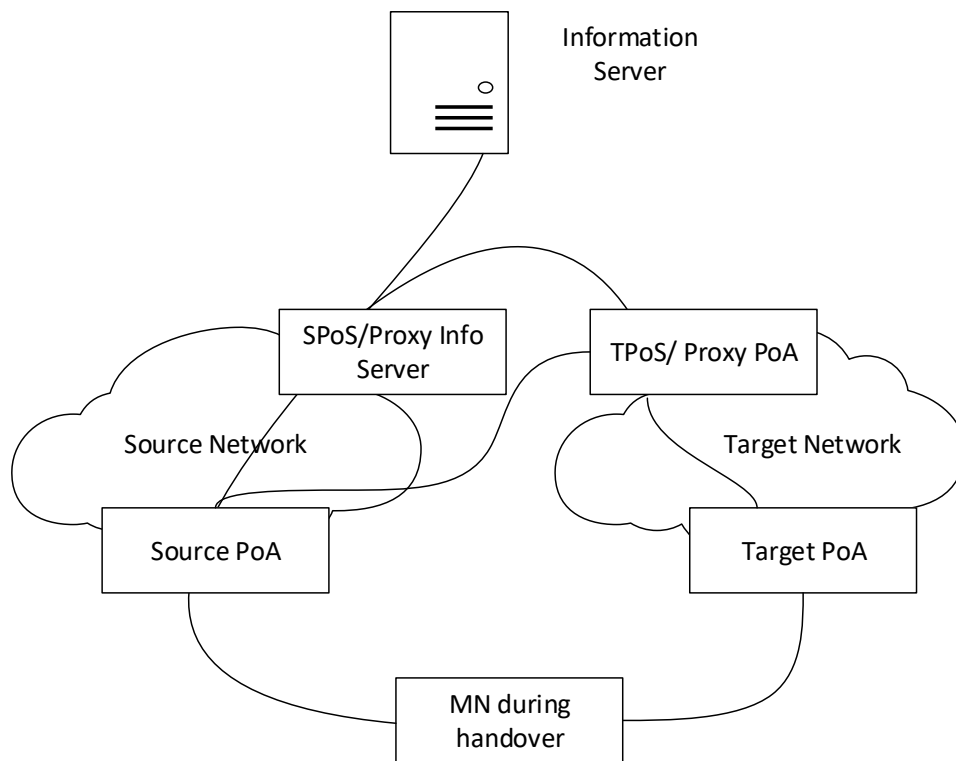 Information
Server
SPoS/Proxy Info
Server
TPoS/ Proxy PoA
Source Network
Target Network
Source PoA
Target PoA
MN during
handover